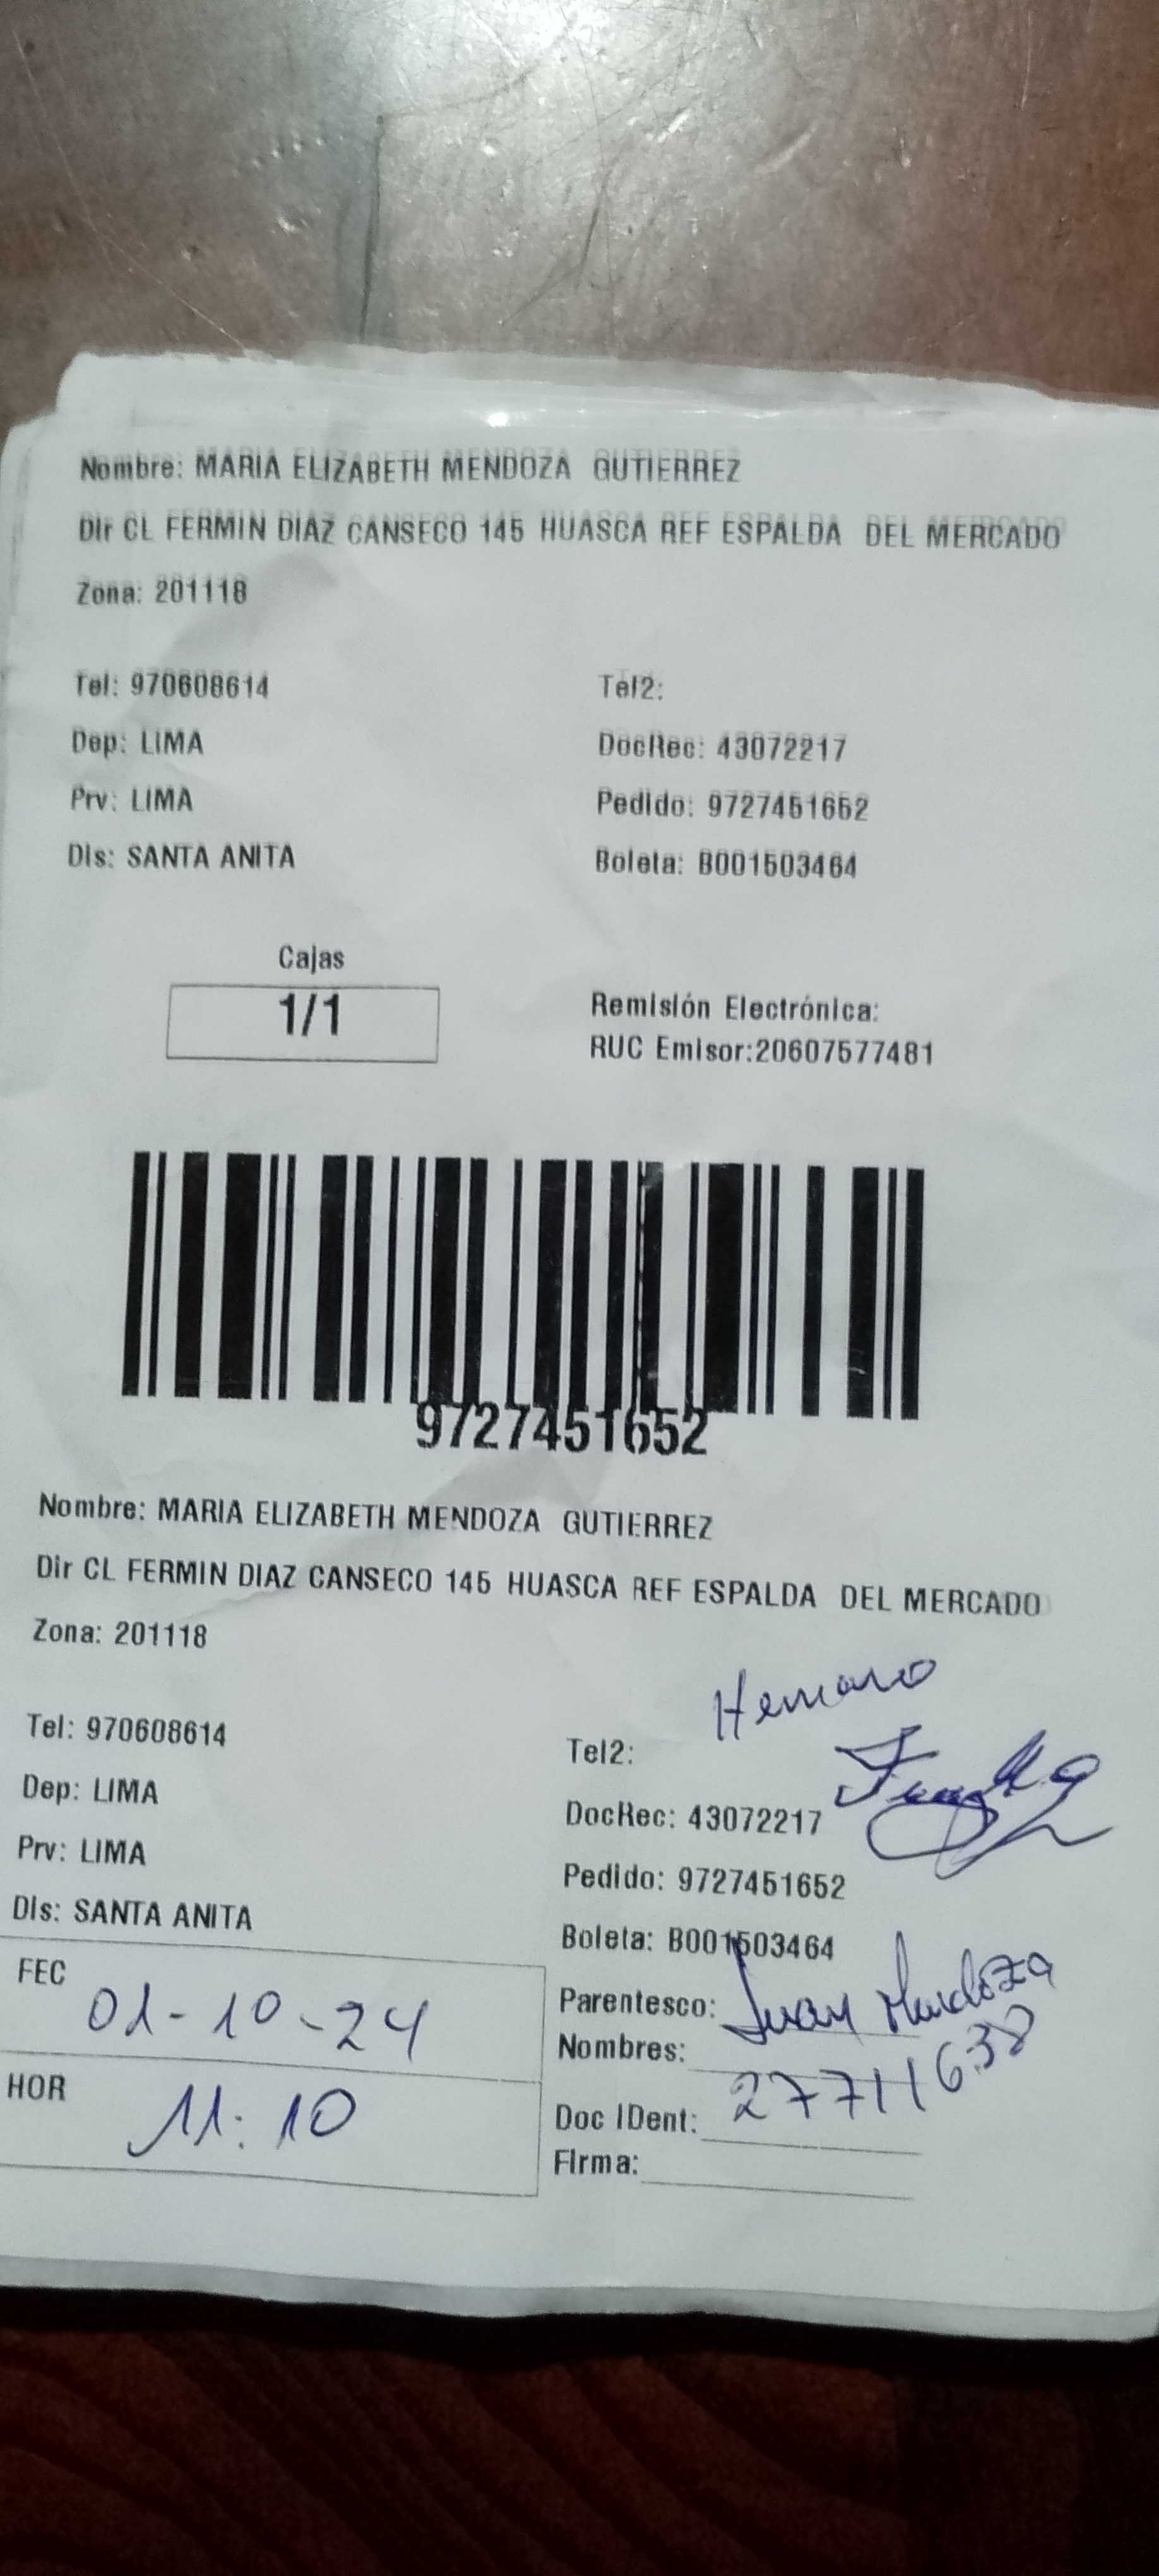 Nombre: MARIA ELIZABETH MENDOZA GUTIERREZ
Dir CL FERMIN DIAZ CANSECO 145 HUASCA REF ESPALDA DEL MERCADO
Zona: 201118
Tel: 970608614 Tel2:
Dep: LIMA DocRec: 43072217
Prv: LIMA Pedido: 9727451652
Dis: SANTA ANITA Boleta: B001503464
Cajas
1/1
Remisión Electrónica:
RUC Emisor:20607577481
9727451652
Nombre: MARIA ELIZABETH MENDOZA GUTIERREZ
Dir CL FERMIN DIAZ CANSECO 145 HUASCA REF ESPALDA DEL MERCADO
Zona: 201118
Hermano
Tel: 970608614 Tel2:
Dep: LIMA DocRec: 43072217
Prv: LIMA Pedido: 9727451652
Dis: SANTA ANITA Boleta: B001503464
FEC 01-10-24
Parentesco: Juan Mendoza
Nombres:
HOR 11:10
Doc IDent: 27711638
Firma: